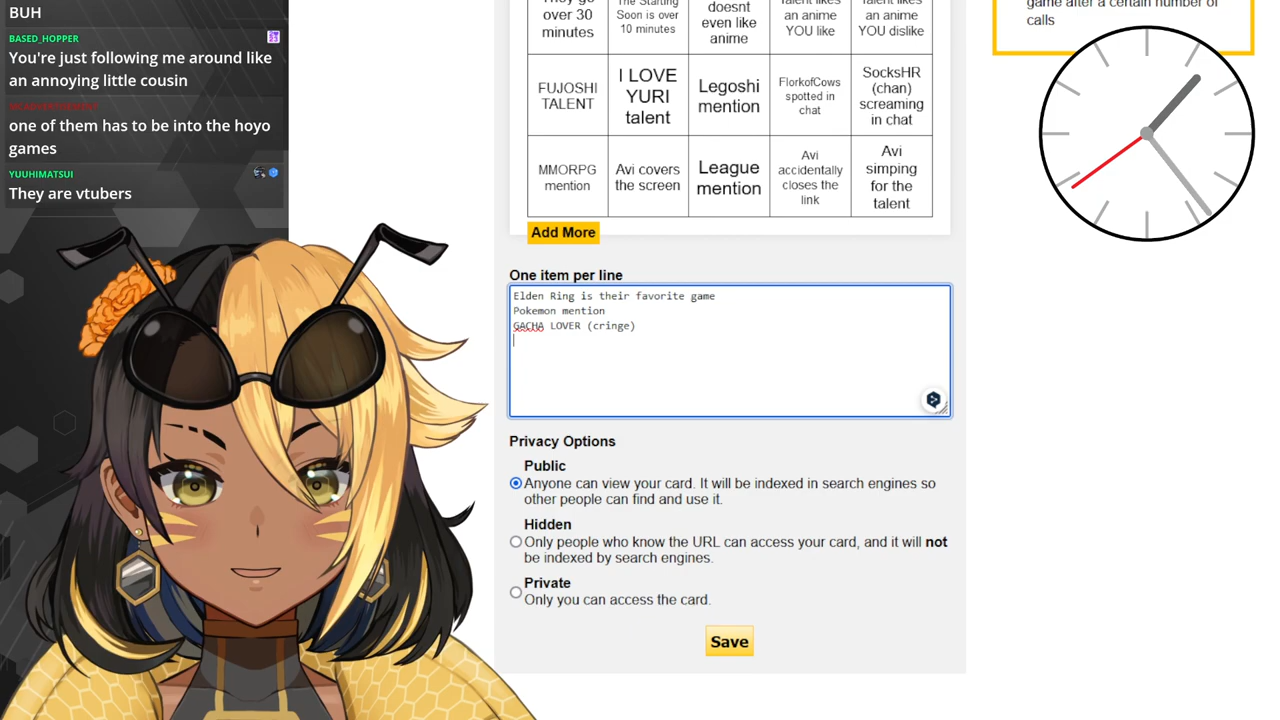 BUH
BASED_HOPPER
You're just following me around like
an annoying little cousin
one of them has to be into the hoyo
games
YUUHIMATSUI
They are vtubers
They go
over 30
minutes
The Starting
Soon is over
10 minutes
doesnt
even like
anime
Talent likes
an anime
YOU like
Talent likes
an anime
YOU dislike
FUJOSHI
TALENT
I LOVE
YURI
talent
Legoshi
mention
FlorkofCows
spotted in
chat
SocksHR
(chan)
screaming
in chat
MMORPG
mention
Avi covers
the screen
League
mention
Avi
accidentally
closes the
link
Avi
simping
for the
talent
Add More
One item per line
Elden Ring is their favorite game
Pokemon mention
GACHA LOVER (cringe)
Privacy Options
Public
Anyone can view your card. It will be indexed in search engines so
other people can find and use it.
Hidden
Only people who know the URL can access your card, and it will not
be indexed by search engines.
Private
Only you can access the card.
Save
game after a certain number of
calls